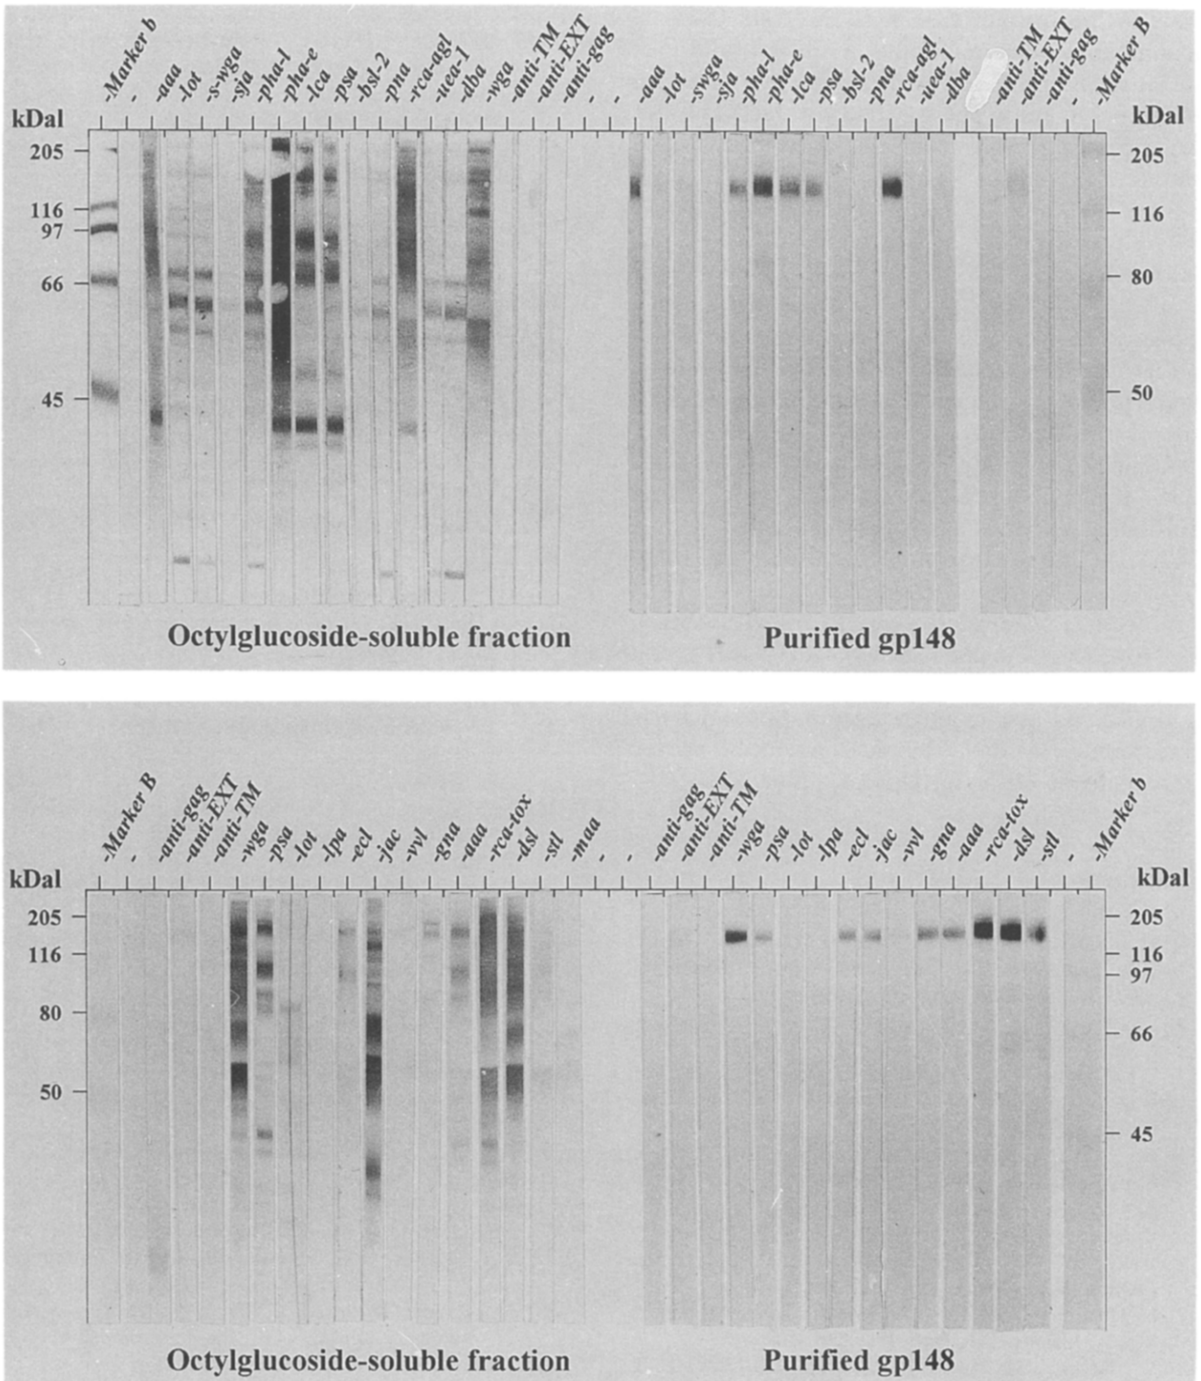 -Marker b
-
-aaa
-lot
-s-wga
-sja
-pha-l
-pha-e
-lca
-psa
-bsl-2
-pna
-rca-agl
-uea-1
-dba
-wga
-anti-TM
-anti-EXT
-anti-gag
-
-
-aaa
-lot
-swga
-sja
-pha-l
-pha-e
-lca
-psa
-bsl-2
-pna
-rca-agl
-uea-1
-dba
-anti-TM
-anti-EXT
-anti-gag
-
-Marker B
kDal
205
116
97
66
45
kDal
205
116
80
50
Octylglucoside-soluble fraction
Purified gp148
-Marker B
-
-anti-gag
-anti-EXT
-anti-TM
-wga
-psa
-lot
-lpa
-ecl
-jac
-vvl
-gna
-aaa
-rca-tox
-dsl
-stl
-maa
-
-
-anti-gag
-anti-EXT
-anti-TM
-wga
-psa
-lot
-lpa
-ecl
-jac
-vvl
-gna
-aaa
-rca-tox
-dsl
-stl
-
-Marker b
kDal
205
116
80
50
kDal
205
116
97
66
45
Octylglucoside-soluble fraction
Purified gp148